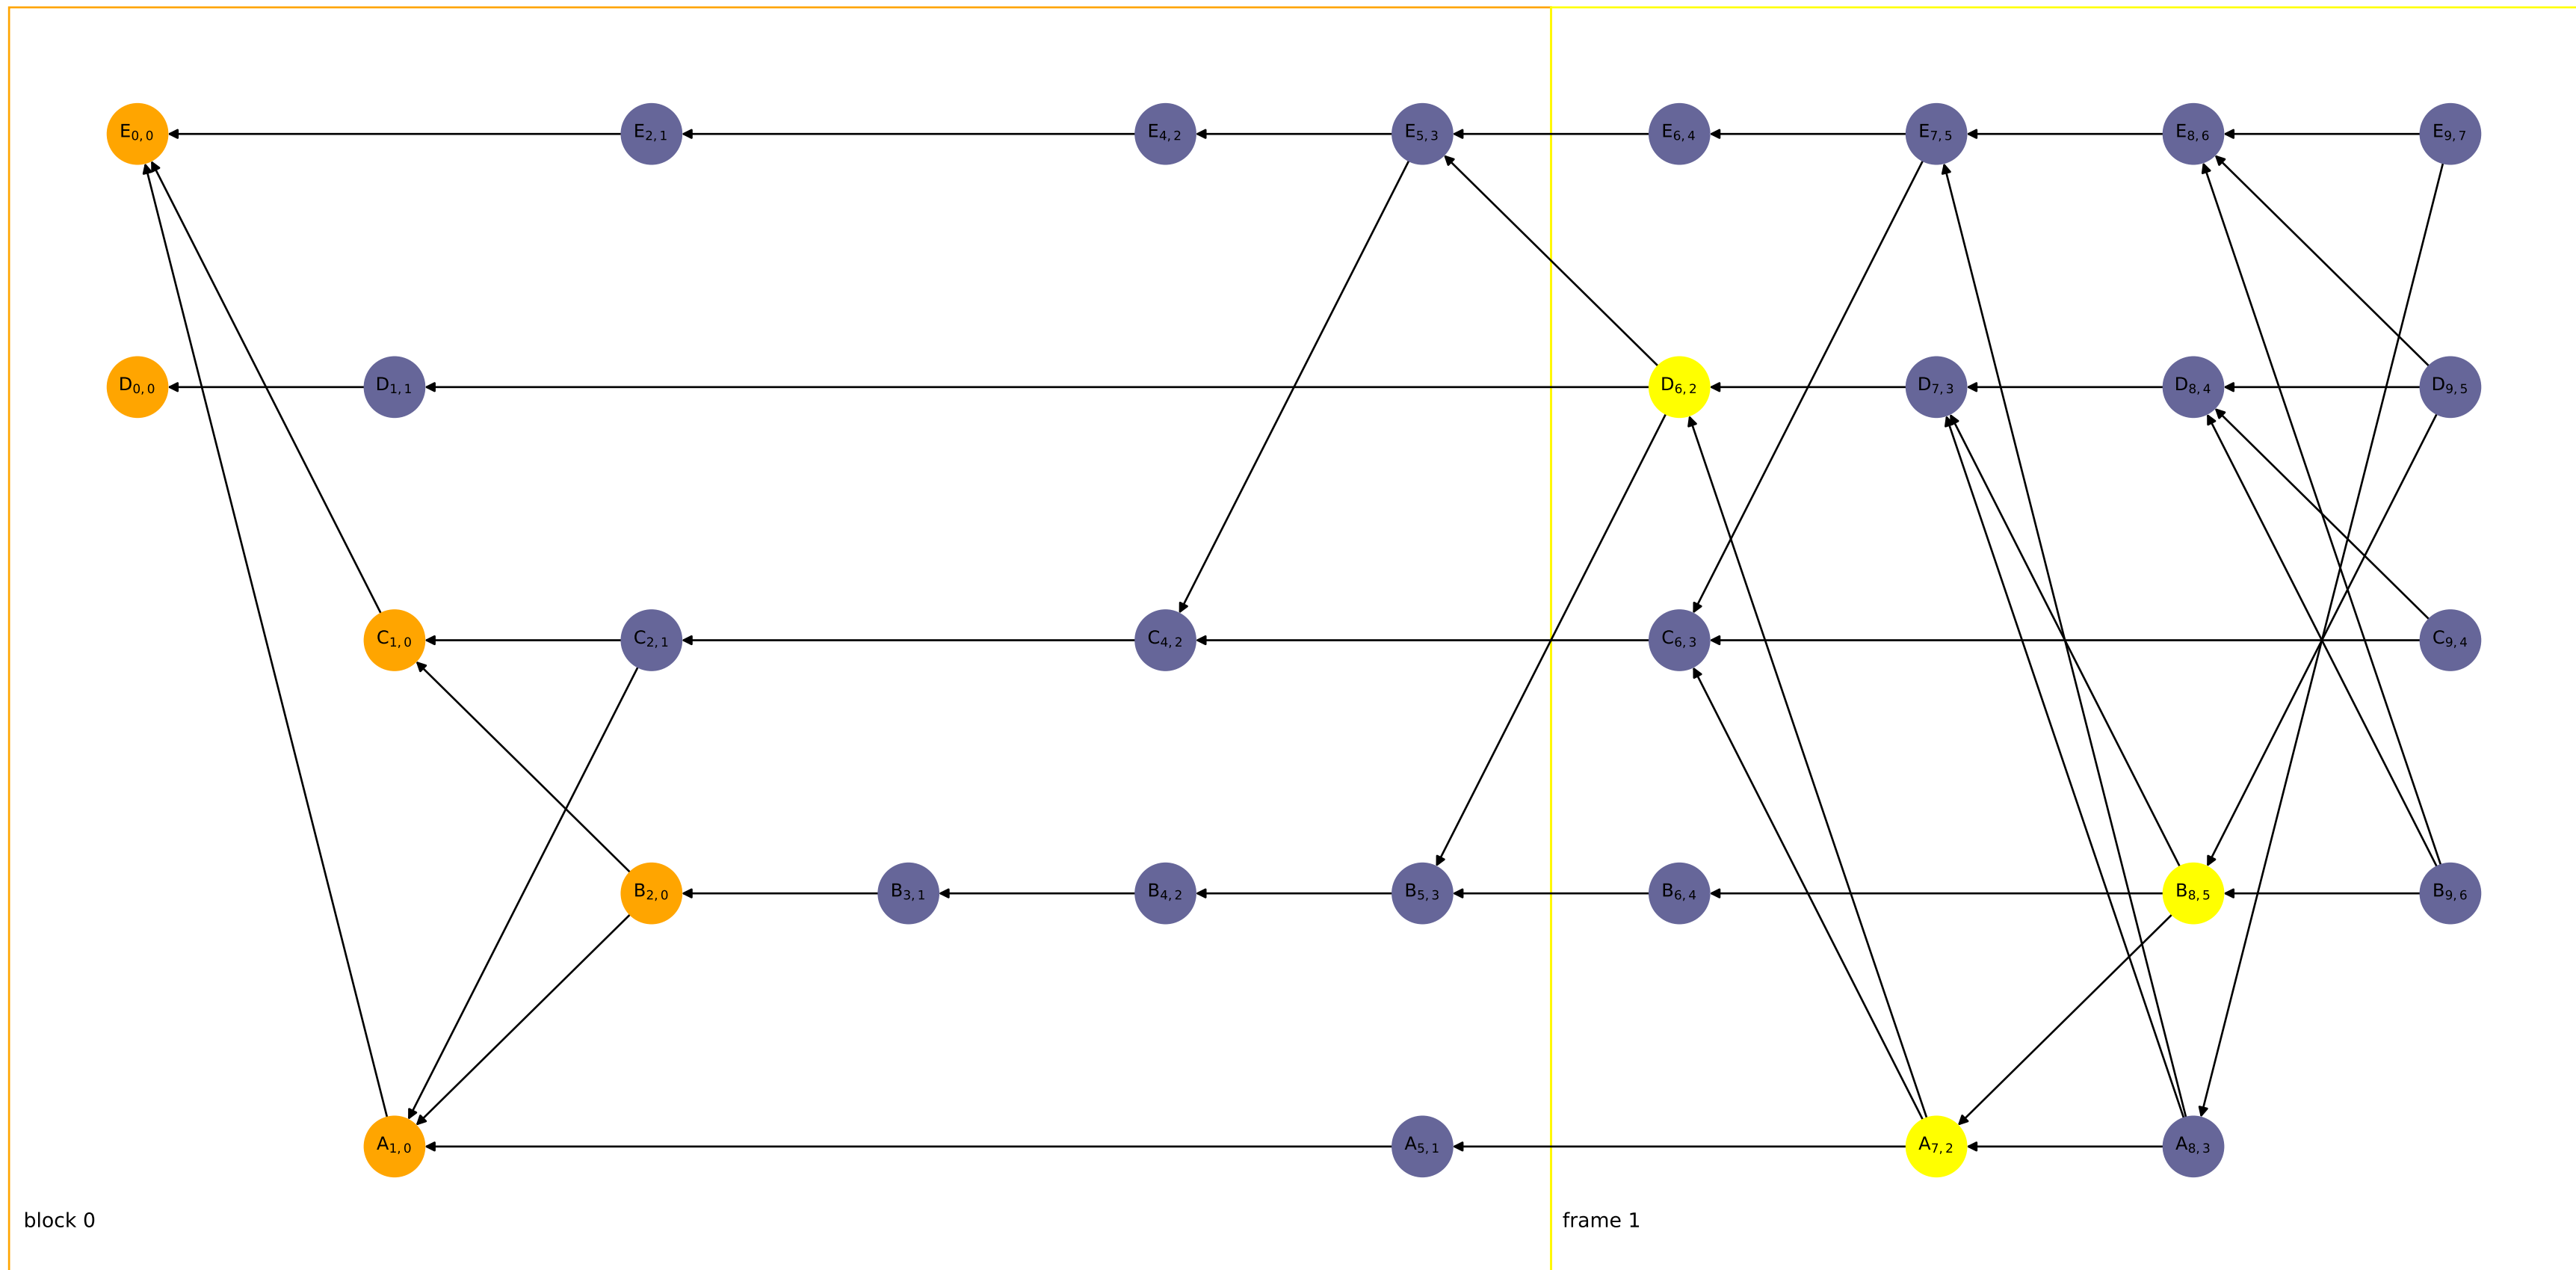 E0,0 E2,1 E4,2 E5,3 E6,4 E7,5 E8,6 E9,7
D0,0 D1,1 D6,2 D7,3 D8,4 D9,5
C1,0 C2,1 C4,2 C6,3 C9,4
B2,0 B3,1 B4,2 B5,3 B6,4 B8,5 B9,6
A1,0 A5,1 A7,2 A8,3
block 0 frame 1